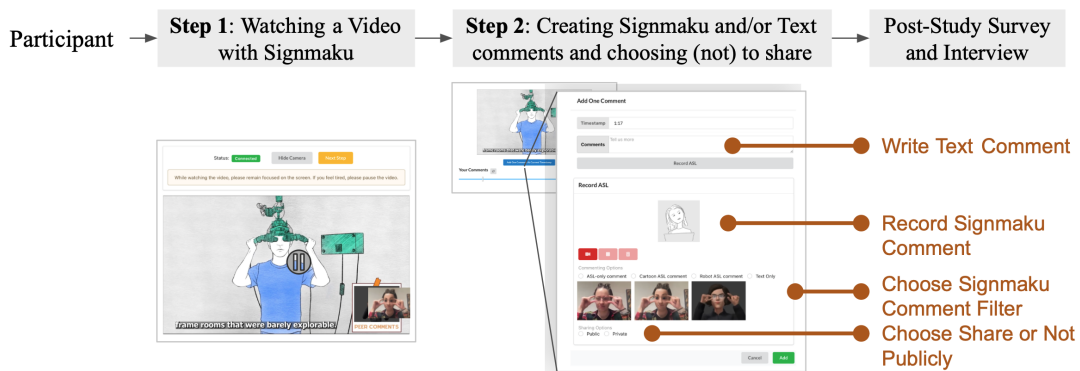 Participant
Step 1: Watching a Video
with Signmaku
Step 2: Creating Signmaku and/or Text
comments and choosing (not) to share
Post-Study Survey
and Interview
Status: Connected
Hide Camera
Next Step
While watching the video, please remain focused on the screen. If you feel tired, please pause the video.
frame rooms that were barely explorable.
PEER COMMENTS
Your Comments
Add One Comment
Timestamp
1.17
Comments
Tell us more
Record ASL
Record ASL
Commenting Options
ASL-only comment
Cartoon ASL comment
Robot ASL comment
Text Only
Sharing Options
Public
Private
Cancel
Add
Write Text Comment
Record Signmaku
Comment
Choose Signmaku
Comment Filter
Choose Share or Not
Publicly